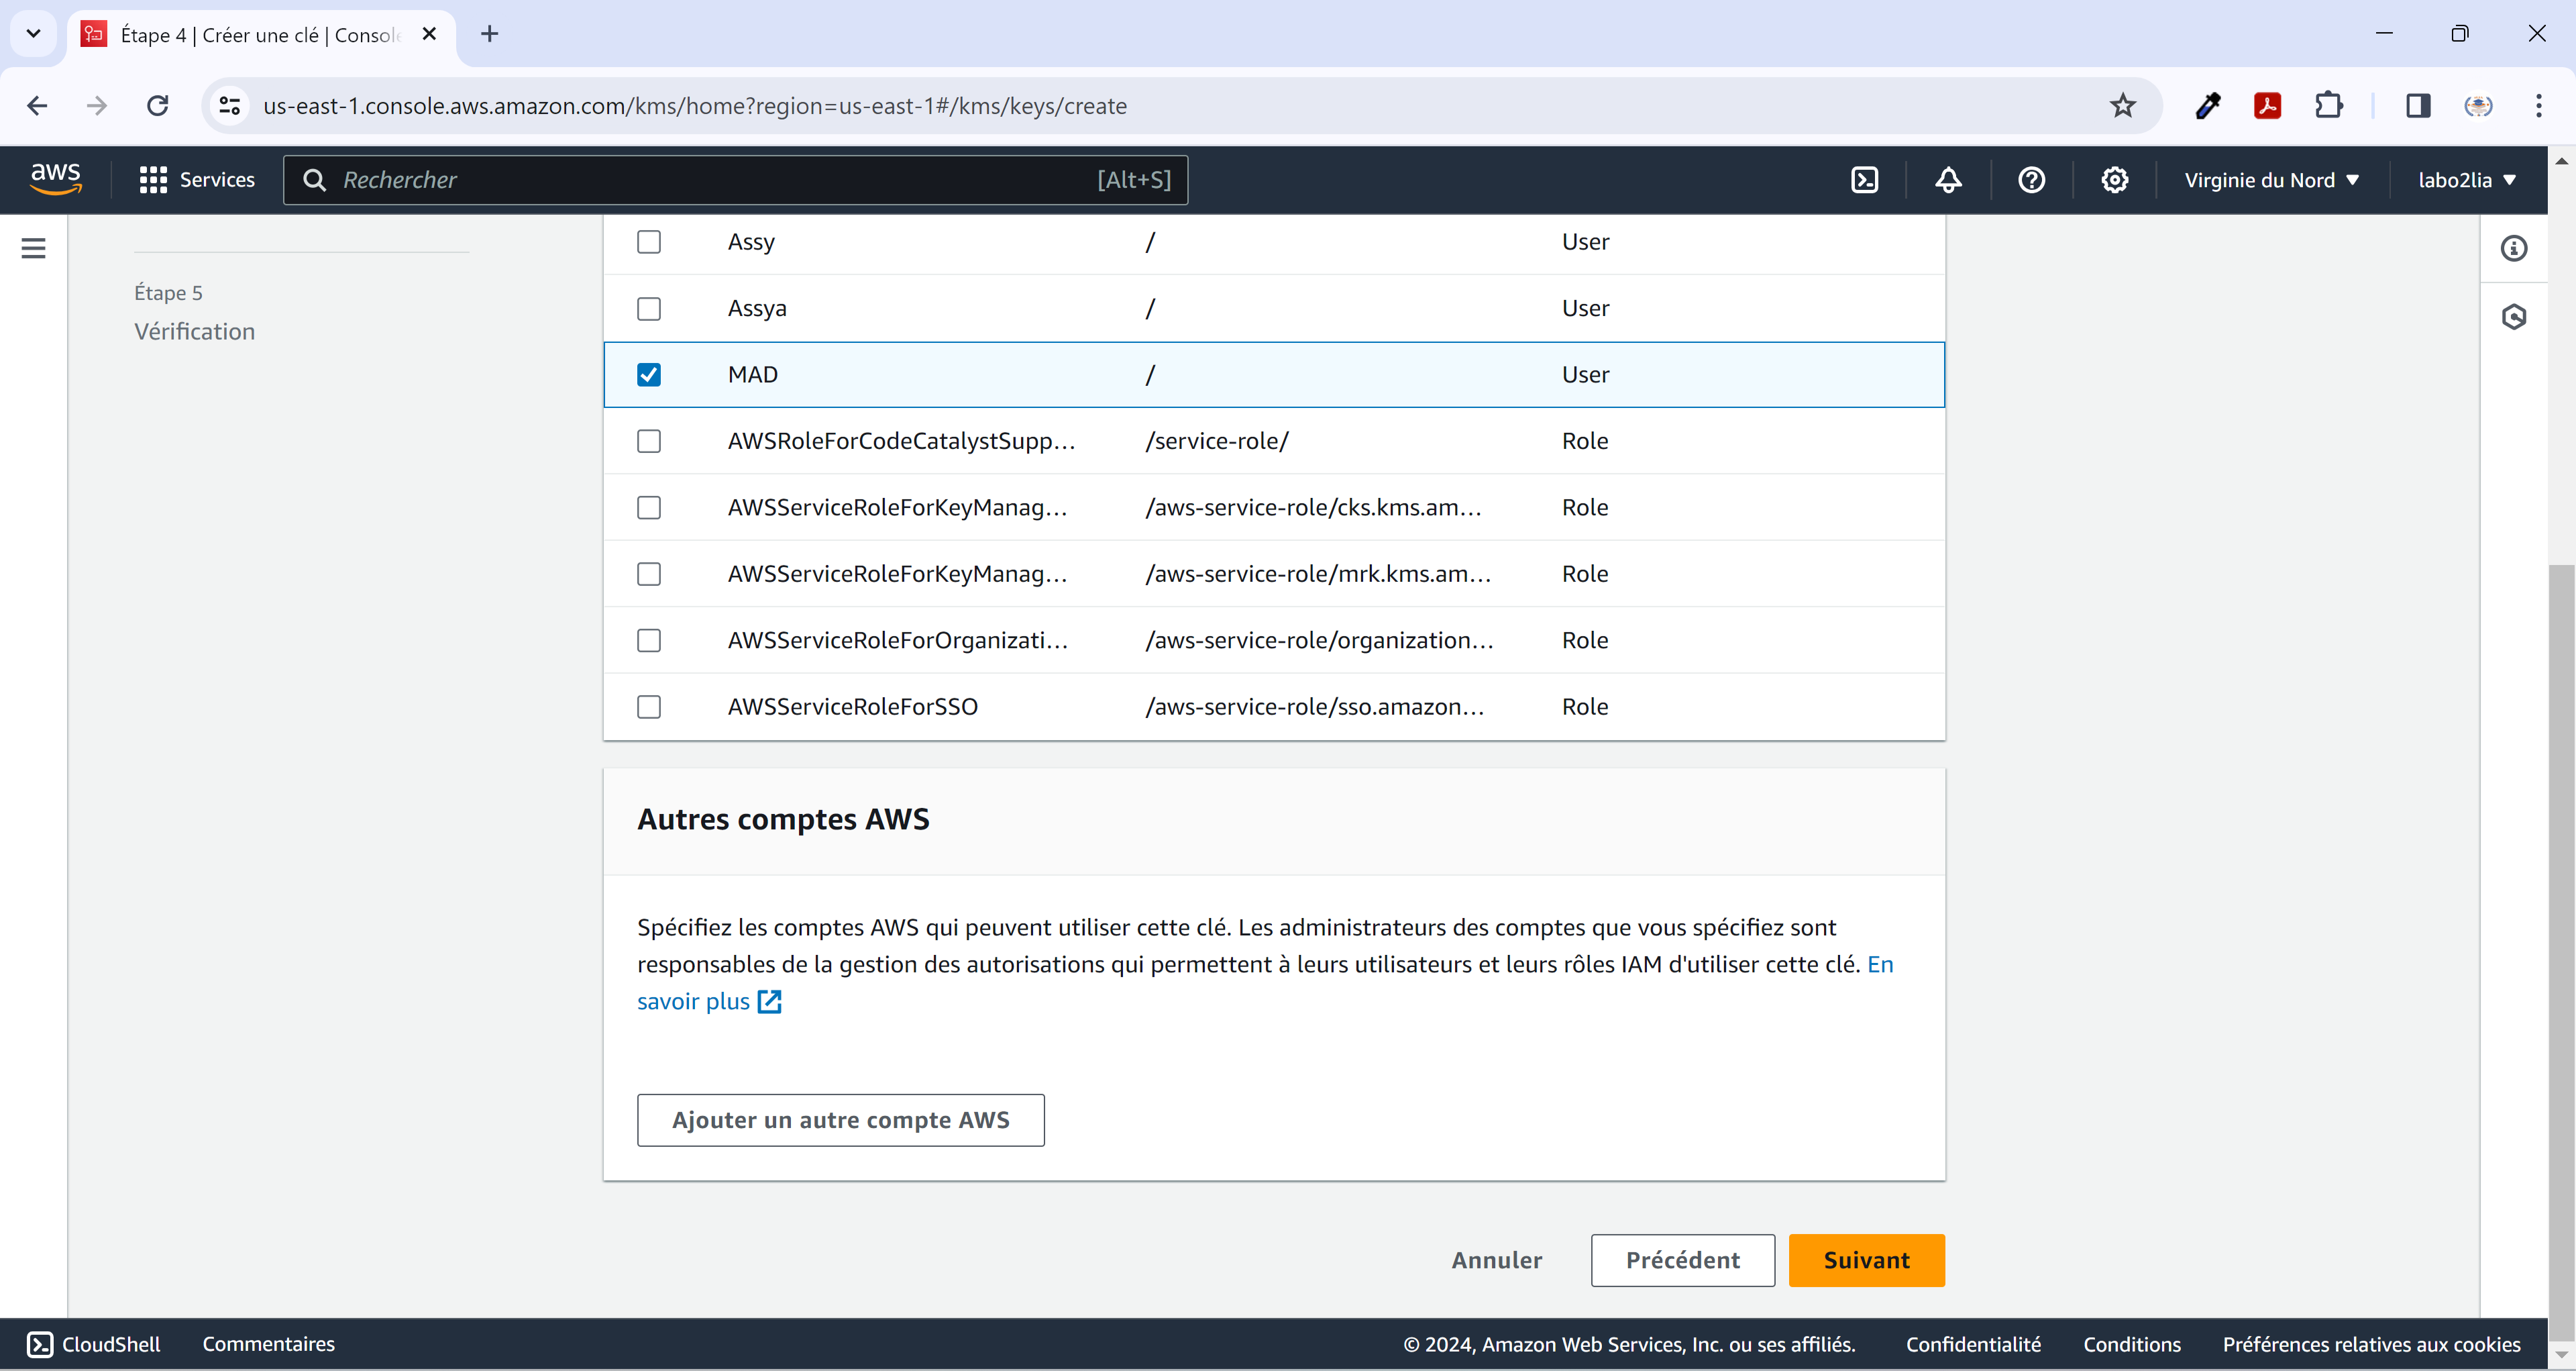 Étape 4 | Créer une clé | Console
us-east-1.console.aws.amazon.com/kms/home?region=us-east-1#/kms/keys/create
aws Services Rechercher [Alt+S] Virginie du Nord labo2lia
Étape 5
Vérification
Assy / User
Assya / User
MAD / User
AWSRoleForCodeCatalystSupp... /service-role/ Role
AWSServiceRoleForKeyManag... /aws-service-role/cks.kms.am... Role
AWSServiceRoleForKeyManag... /aws-service-role/mrk.kms.am... Role
AWSServiceRoleForOrganizati... /aws-service-role/organization... Role
AWSServiceRoleForSSO /aws-service-role/sso.amazon... Role
Autres comptes AWS
Spécifiez les comptes AWS qui peuvent utiliser cette clé. Les administrateurs des comptes que vous spécifiez sont
responsables de la gestion des autorisations qui permettent à leurs utilisateurs et leurs rôles IAM d'utiliser cette clé. En
savoir plus
Ajouter un autre compte AWS
Annuler Précédent Suivant
CloudShell Commentaires © 2024, Amazon Web Services, Inc. ou ses affiliés. Confidentialité Conditions Préférences relatives aux cookies